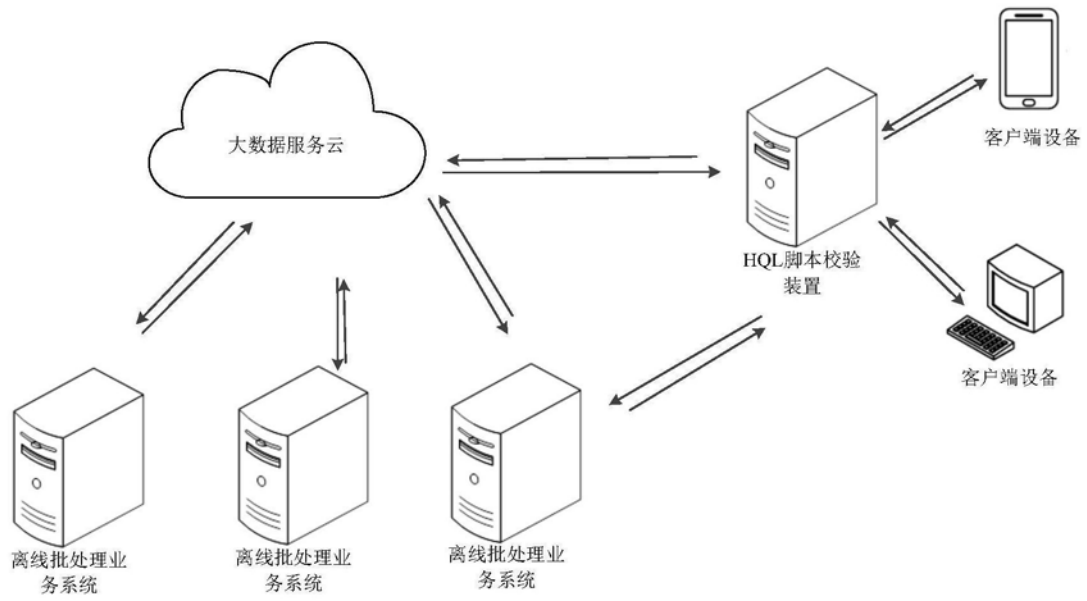 大数据服务云
客户端设备
HQL脚本校验
装置
客户端设备
离线批处理业
务系统
离线批处理业
务系统
离线批处理业
务系统